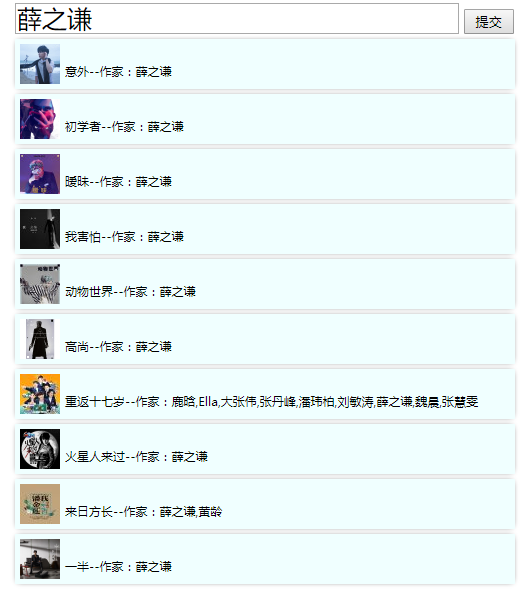 薛之谦
提交
意外--作家：薛之谦
初学者--作家：薛之谦
暧昧--作家：薛之谦
我害怕--作家：薛之谦
动物世界--作家：薛之谦
高尚--作家：薛之谦
重返十七岁--作家：鹿晗,Ella,大张伟,张丹峰,潘玮柏,刘敏涛,薛之谦,魏晨,张慧雯
火星人来过--作家：薛之谦
来日方长--作家：薛之谦,黄龄
一半--作家：薛之谦